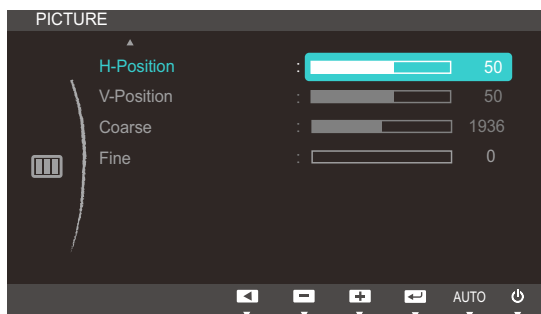 PICTURE
H-Position : 50
V-Position : 50
Coarse : 1936
Fine : 0
AUTO